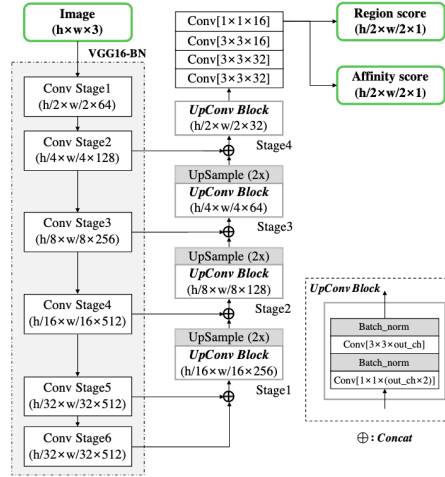 Image
(h×w×3)
VGG16-BN
Conv Stage1
(h/2×w/2×64)
Conv Stage2
(h/4×w/4×128)
Conv Stage3
(h/8×w/8×256)
Conv Stage4
(h/16×w/16×512)
Conv Stage5
(h/32×w/32×512)
Conv Stage6
(h/32×w/32×512)
Conv[1×1×16]
Conv[3×3×16]
Conv[3×3×32]
Conv[3×3×32]
UpConv Block
(h/2×w/2×32)
Stage4
UpSample (2x)
UpConv Block
(h/4×w/4×64)
Stage3
UpSample (2x)
UpConv Block
(h/8×w/8×128)
Stage2
UpSample (2x)
UpConv Block
(h/16×w/16×256)
Stage1
Region score
(h/2×w/2×1)
Affinity score
(h/2×w/2×1)
UpConv Block
Batch_norm
Conv[3×3×out_ch]
Batch_norm
Conv[1×1×(out_ch×2)]
⊕ : Concat